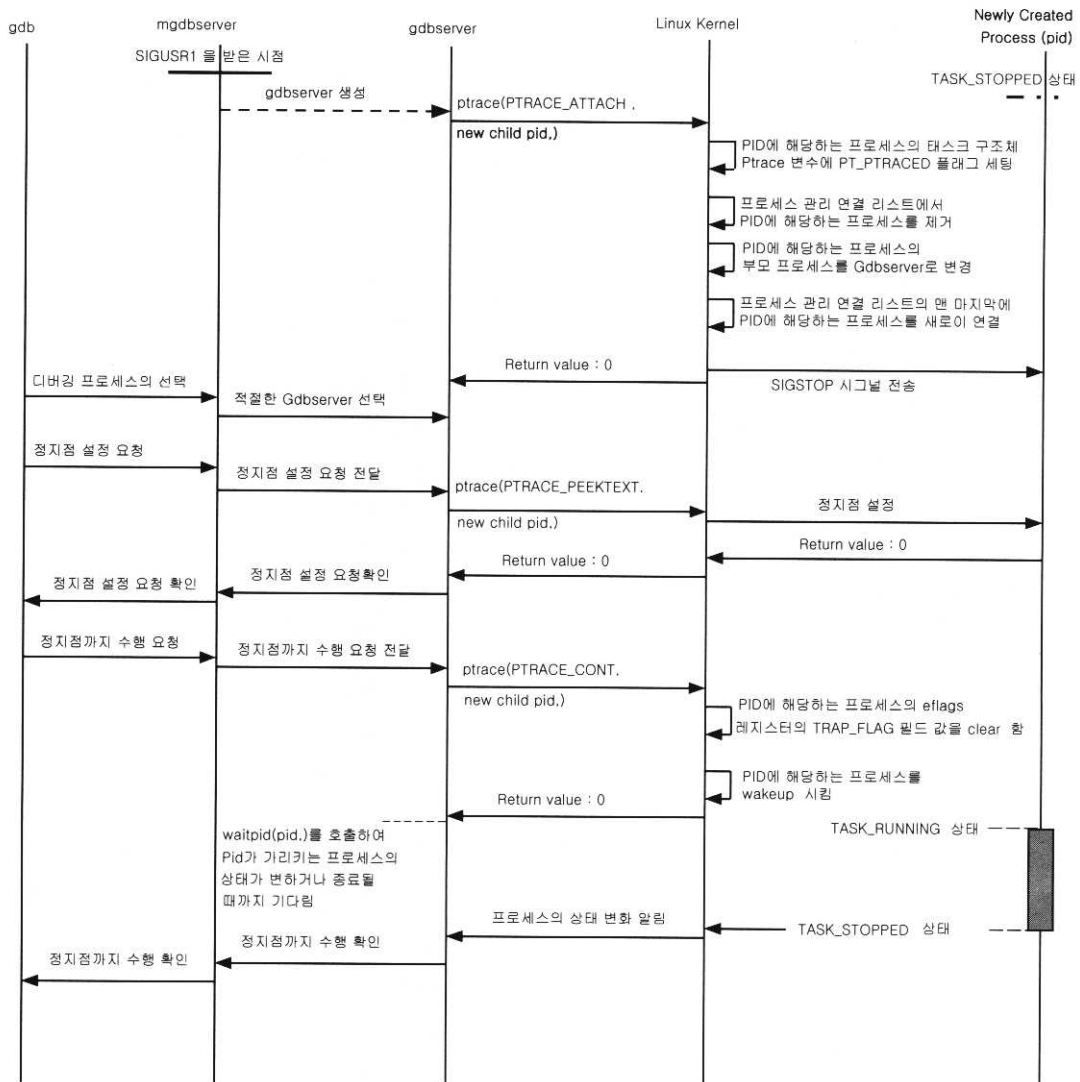 gdb
mgdbserver
gdbserver
Linux Kernel
Newly Created
Process (pid)
SIGUSR1 을 받은 시점
TASK_STOPPED 상태
gdbserver 생성
ptrace(PTRACE_ATTACH .
new child pid,)
PID에 해당하는 프로세스의 태스크 구조체
Ptrace 변수에 PT_PTRACED 플래그 세팅
프로세스 관리 연결 리스트에서
PID에 해당하는 프로세스를 제거
PID에 해당하는 프로세스의
부모 프로세스를 Gdbserver로 변경
프로세스 관리 연결 리스트의 맨 마지막에
PID에 해당하는 프로세스를 새로이 연결
Return value : 0
SIGSTOP 시그널 전송
디버깅 프로세스의 선택
적절한 Gdbserver 선택
정지점 설정 요청
정지점 설정 요청 전달
ptrace(PTRACE_PEEKTEXT.
new child pid,)
정지점 설정
Return value : 0
Return value : 0
정지점 설정 요청확인
정지점 설정 요청 확인
정지점까지 수행 요청
정지점까지 수행 요청 전달
ptrace(PTRACE_CONT.
new child pid,)
PID에 해당하는 프로세스의 eflags
레지스터의 TRAP_FLAG 필드 값을 clear 함
PID에 해당하는 프로세스를
wakeup 시킴
Return value : 0
TASK_RUNNING 상태
waitpid(pid,)를 호출하여
Pid가 가리키는 프로세스의
상태가 변하거나 종료될
때까지 기다림
프로세스의 상태 변화 알림
TASK_STOPPED 상태
정지점까지 수행 확인
정지점까지 수행 확인